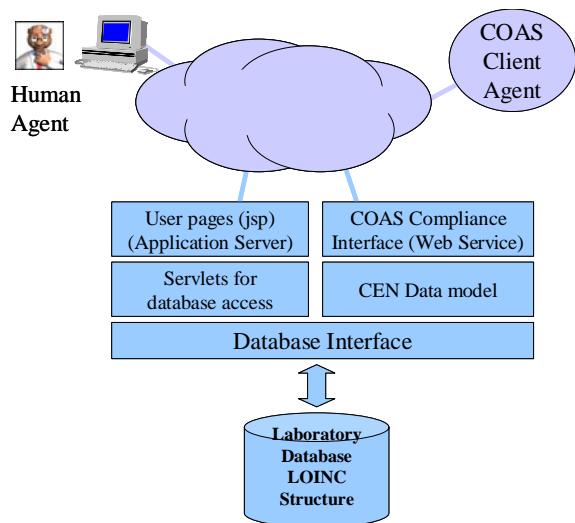 COAS
Client
Agent
Human
Agent
User pages (jsp)
(Application Server)
COAS Compliance
Interface (Web Service)
Servlets for
database access
CEN Data model
Database Interface
Laboratory
Database
LOINC
Structure